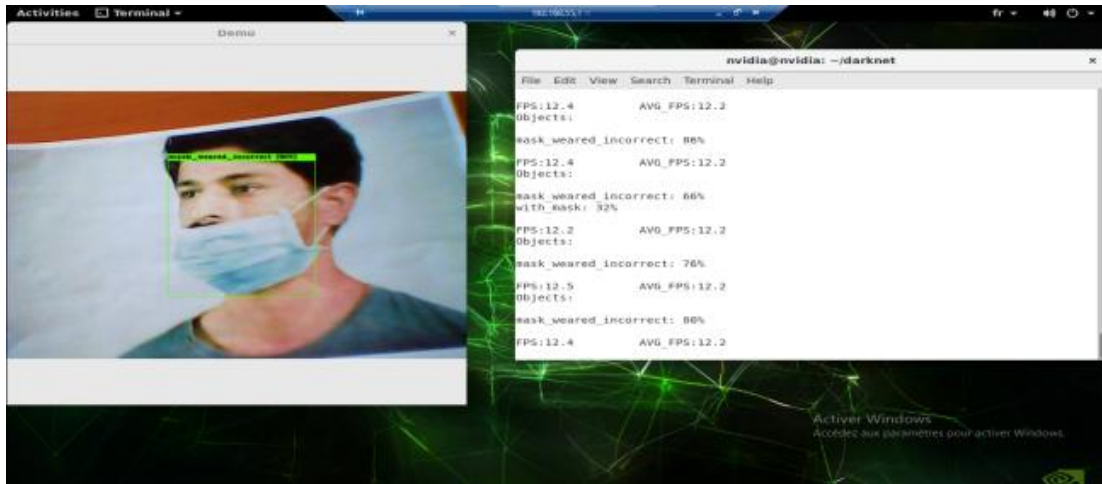 Activities Terminal
fr
Demo
mask_weared_incorrect
nvidia@nvidia: ~/darknet
File Edit View Search Terminal Help
FPS:12.4 AVG_FPS:12.2
Objects:
mask_weared_incorrect: 86%
FPS:12.4 AVG_FPS:12.2
Objects:
mask_weared_incorrect: 66%
with_mask: 32%
FPS:12.2 AVG_FPS:12.2
Objects:
mask_weared_incorrect: 76%
FPS:12.5 AVG_FPS:12.2
Objects:
mask_weared_incorrect:
FPS:12.4 AVG_FPS:12.2
Activer Windows
Accédez aux paramètres pour activer Windows.